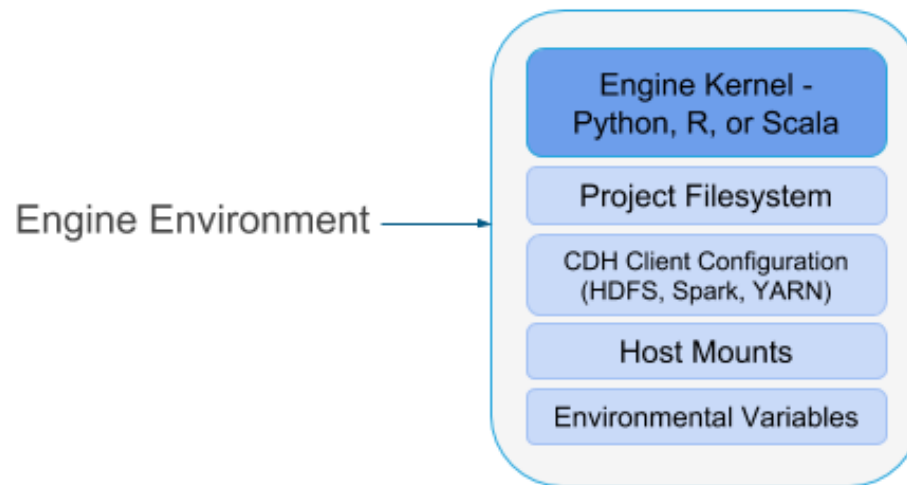 Engine Environment
Engine Kernel -
Python, R, or Scala
Project Filesystem
CDH Client Configuration
(HDFS, Spark, YARN)
Host Mounts
Environmental Variables